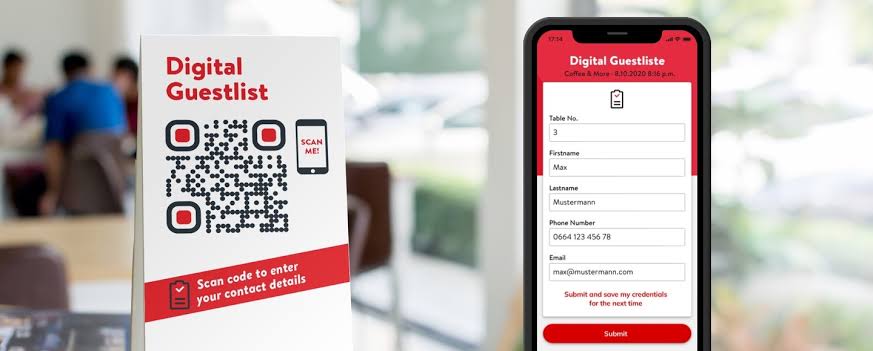 Digital
Guestlist
SCAN
ME!
Scan code to enter
your contact details
17:14
Digital Guestliste
Coffee & More - 8.10.2020 8:16 p.m.
Table No.
3
Firstname
Max
Lastname
Mustermann
Phone Number
0664 123 456 78
Email
max@mustermann.com
Submit and save my credentials
for the next time
Submit